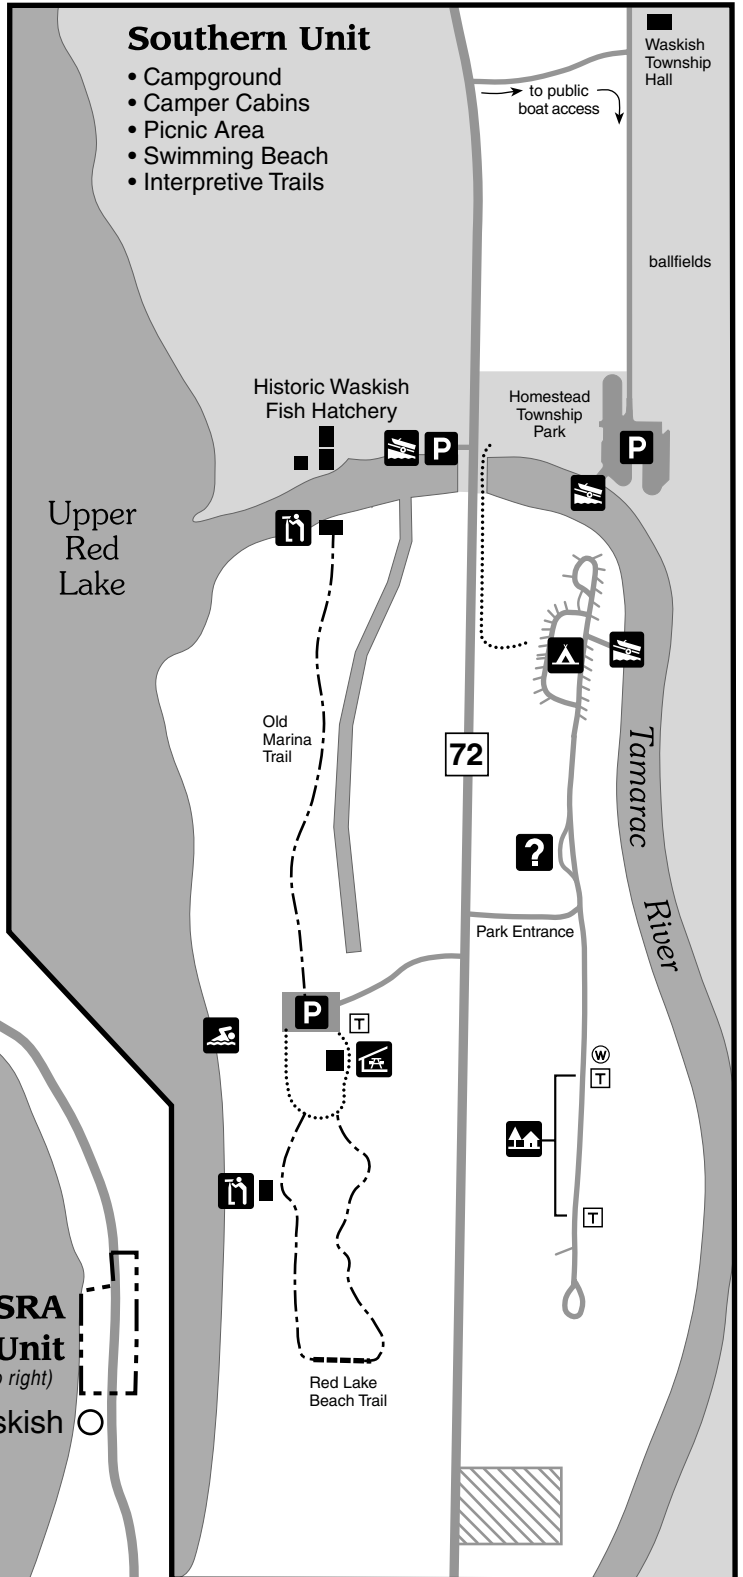 Southern Unit
• Campground
• Camper Cabins
• Picnic Area
• Swimming Beach
• Interpretive Trails
Waskish
Township
Hall
to public
boat access
ballfields
Historic Waskish
Fish Hatchery
Homestead
Township
Park
P
P
Upper
Red
Lake
Old
Marina
Trail
72
Tamarac
River
?
Park Entrance
P
T
W
T
T
SRA
Unit
right)
skish
Red Lake
Beach Trail